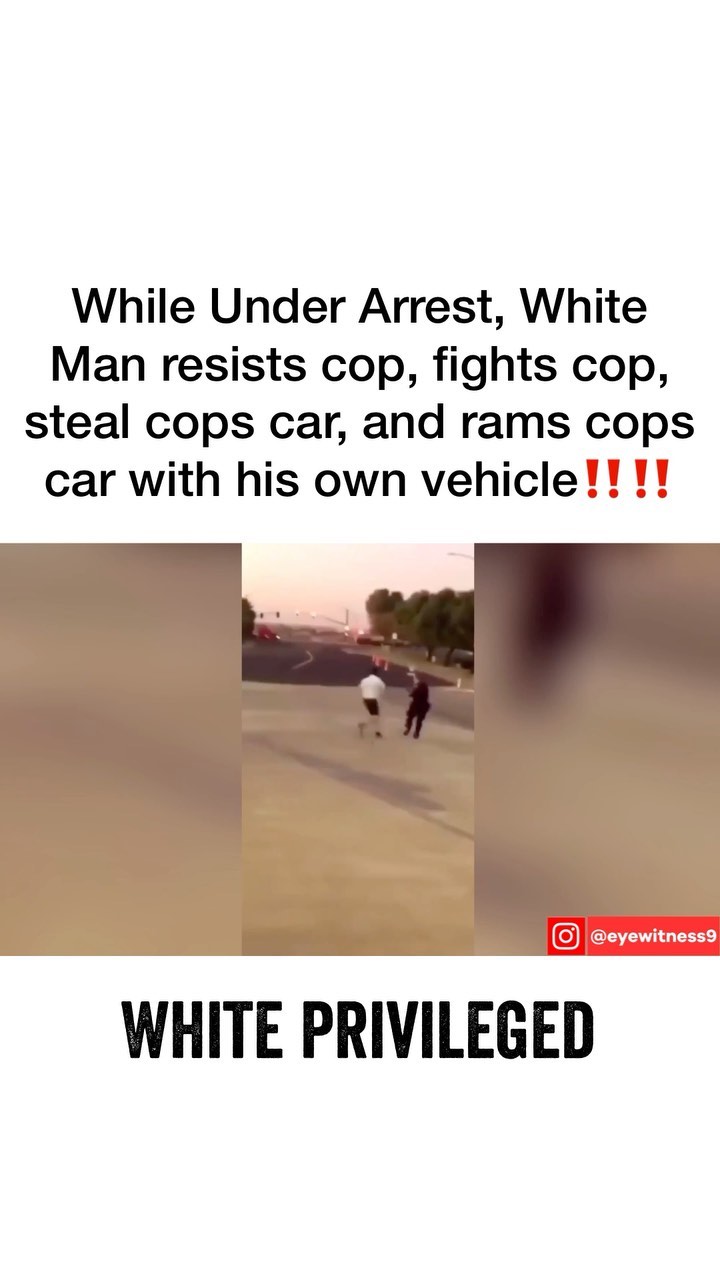 While Under Arrest, White
Man resists cop, fights cop,
steal cops car, and rams cops
car with his own vehicle‼️‼️
@eyewitness9
WHITE PRIVILEGED